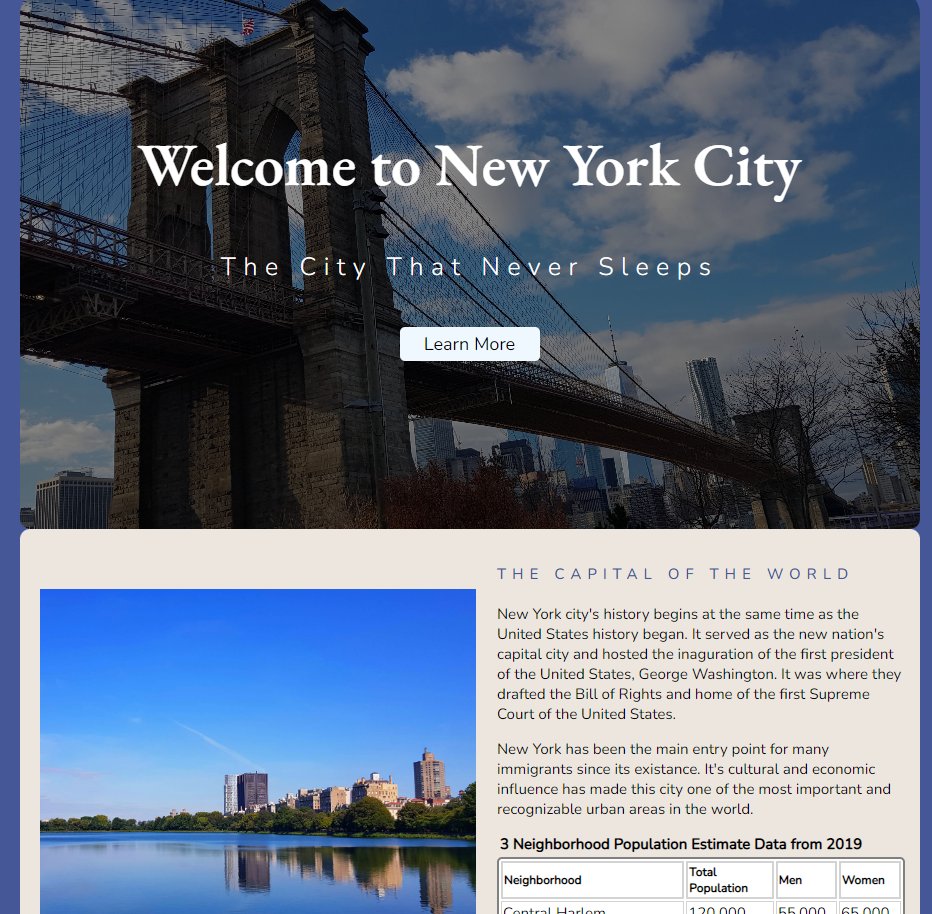 Welcome to New York City
The City That Never Sleeps
Learn More
THE CAPITAL OF THE WORLD
New York city's history begins at the same time as the
United States history began. It served as the new nation's
capital city and hosted the inaguration of the first president
of the United States, George Washington. It was where they
drafted the Bill of Rights and home of the first Supreme
Court of the United States.
New York has been the main entry point for many
immigrants since its existance. It's cultural and economic
influence has made this city one of the most important and
recognizable urban areas in the world.
3 Neighborhood Population Estimate Data from 2019
Neighborhood Total Population Men Women
Central Harlem 120,000 55,000 65,000